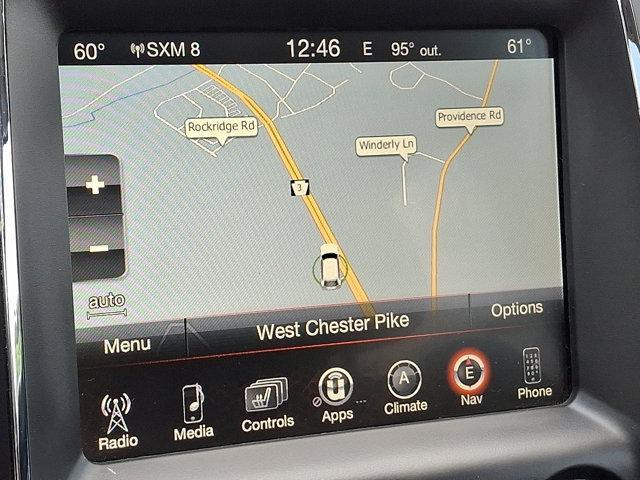 60° SXM 8 12:46 E 95° out. 61°
Rockridge Rd
Providence Rd
Winderly Ln
3
+
−
auto
Menu West Chester Pike Options
A
E
Radio Media Controls Apps Climate Nav Phone